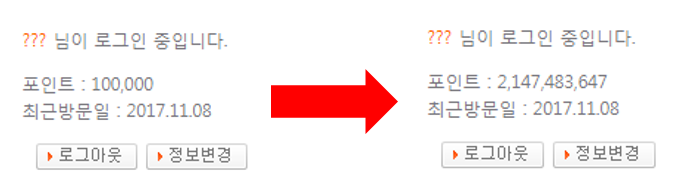 ??? 님이 로그인 중입니다.
포인트 : 100,000
최근방문일 : 2017.11.08
로그아웃 정보변경
??? 님이 로그인 중입니다.
포인트 : 2,147,483,647
최근방문일 : 2017.11.08
로그아웃 정보변경